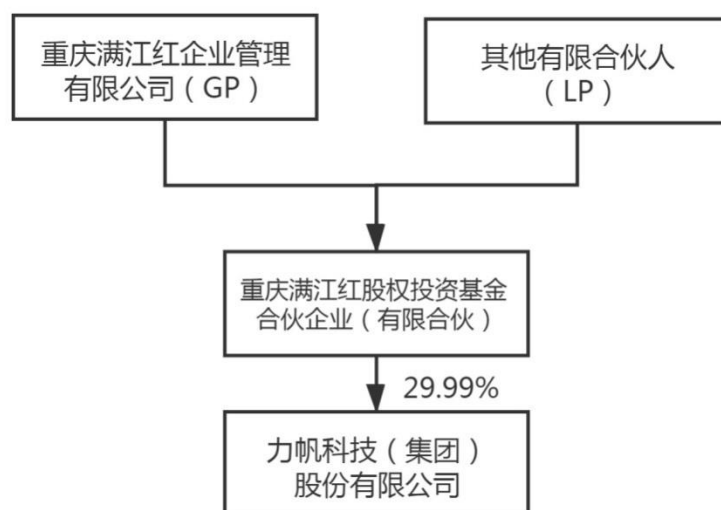 重庆满江红企业管理
有限公司（GP）
其他有限合伙人
（LP）
重庆满江红股权投资基金
合伙企业（有限合伙）
29.99%
力帆科技（集团）
股份有限公司